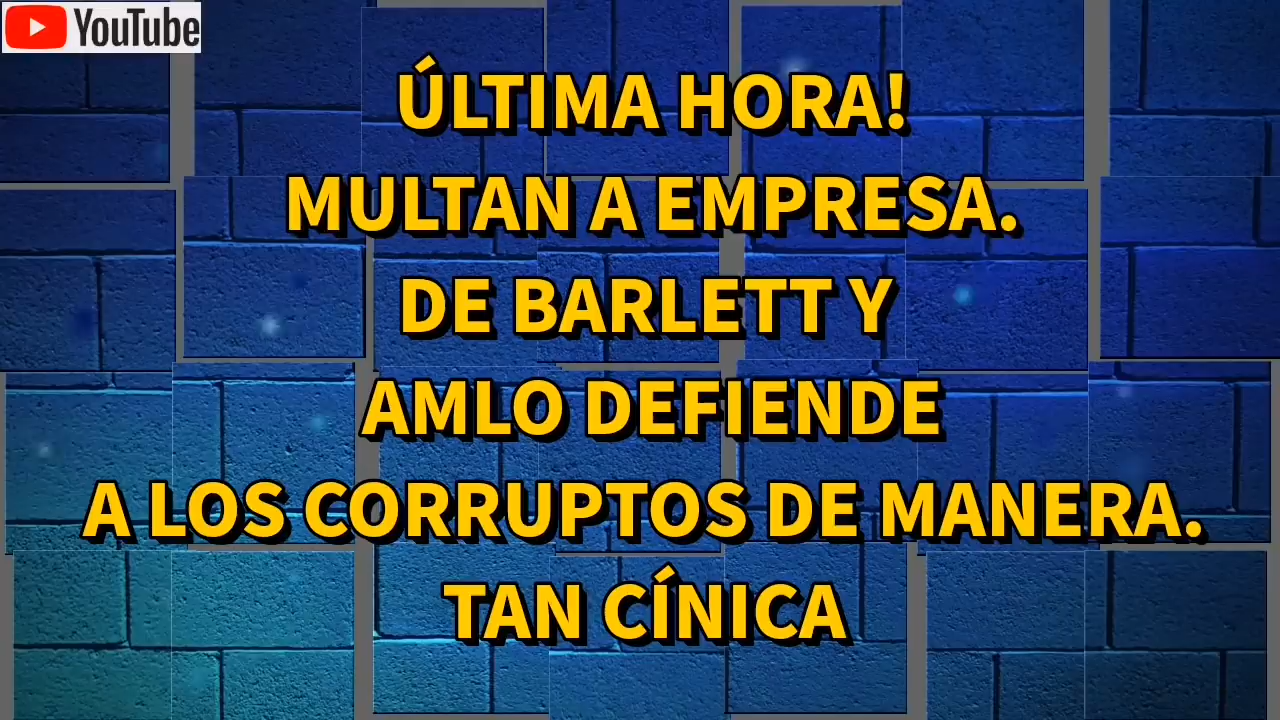 YouTube
ÚLTIMA HORA!
MULTAN A EMPRESA.
DE BARLETT Y
AMLO DEFIENDE
A LOS CORRUPTOS DE MANERA.
TAN CÍNICA